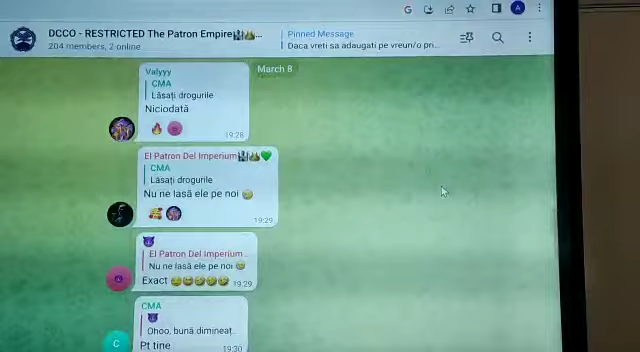 DCCO - RESTRICTED The Patron Empire...
204 members, 2 online
Pinned Message
Daca vreti sa adaugati pe vreun/o pri...
March 8
Valyyy
CMA
Lăsați drogurile
Niciodată
19:28
El Patron Del Imperium
CMA
Lăsați drogurile
Nu ne lasă ele pe noi
19:29
El Patron Del Imperium...
Nu ne lasă ele pe noi
Exact
19:29
CMA
Ohoo, bună dimineaț...
Pt tine
19:30
C
A
G